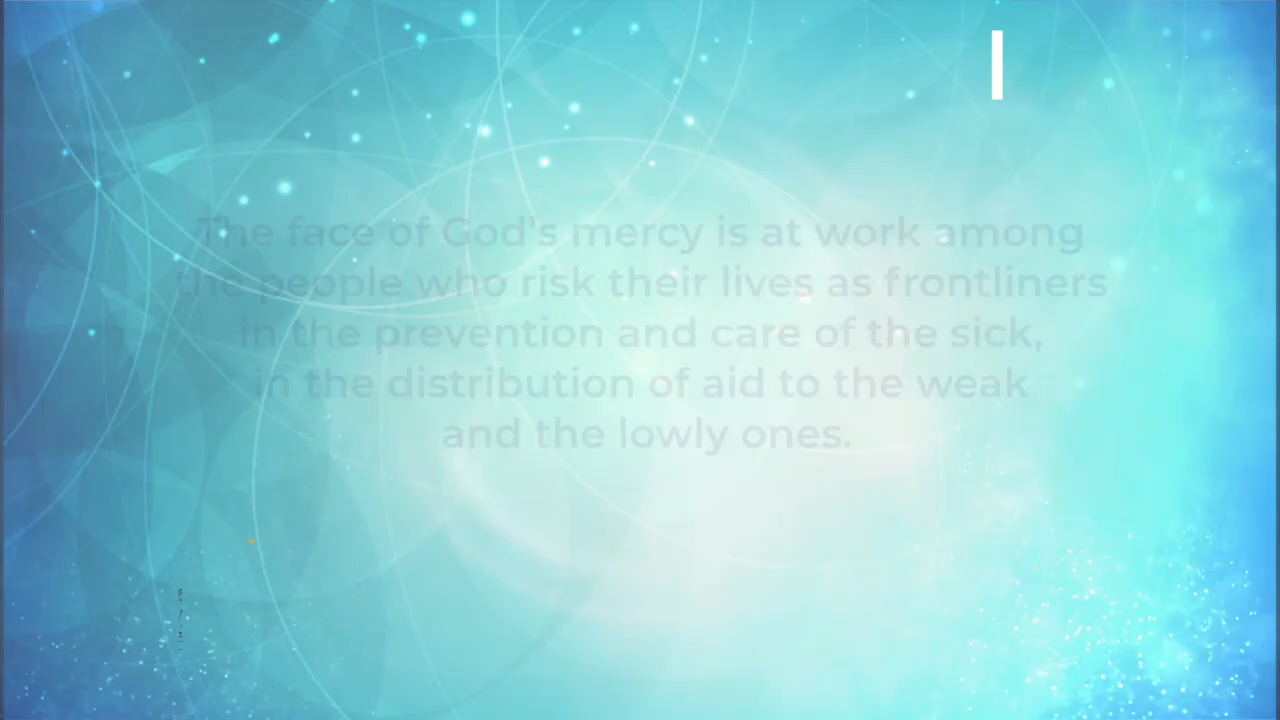 The face of God's mercy is at work among
the people who risk their lives as frontliners
in the prevention and care of the sick,
in the distribution of aid to the weak
and the lowly ones.